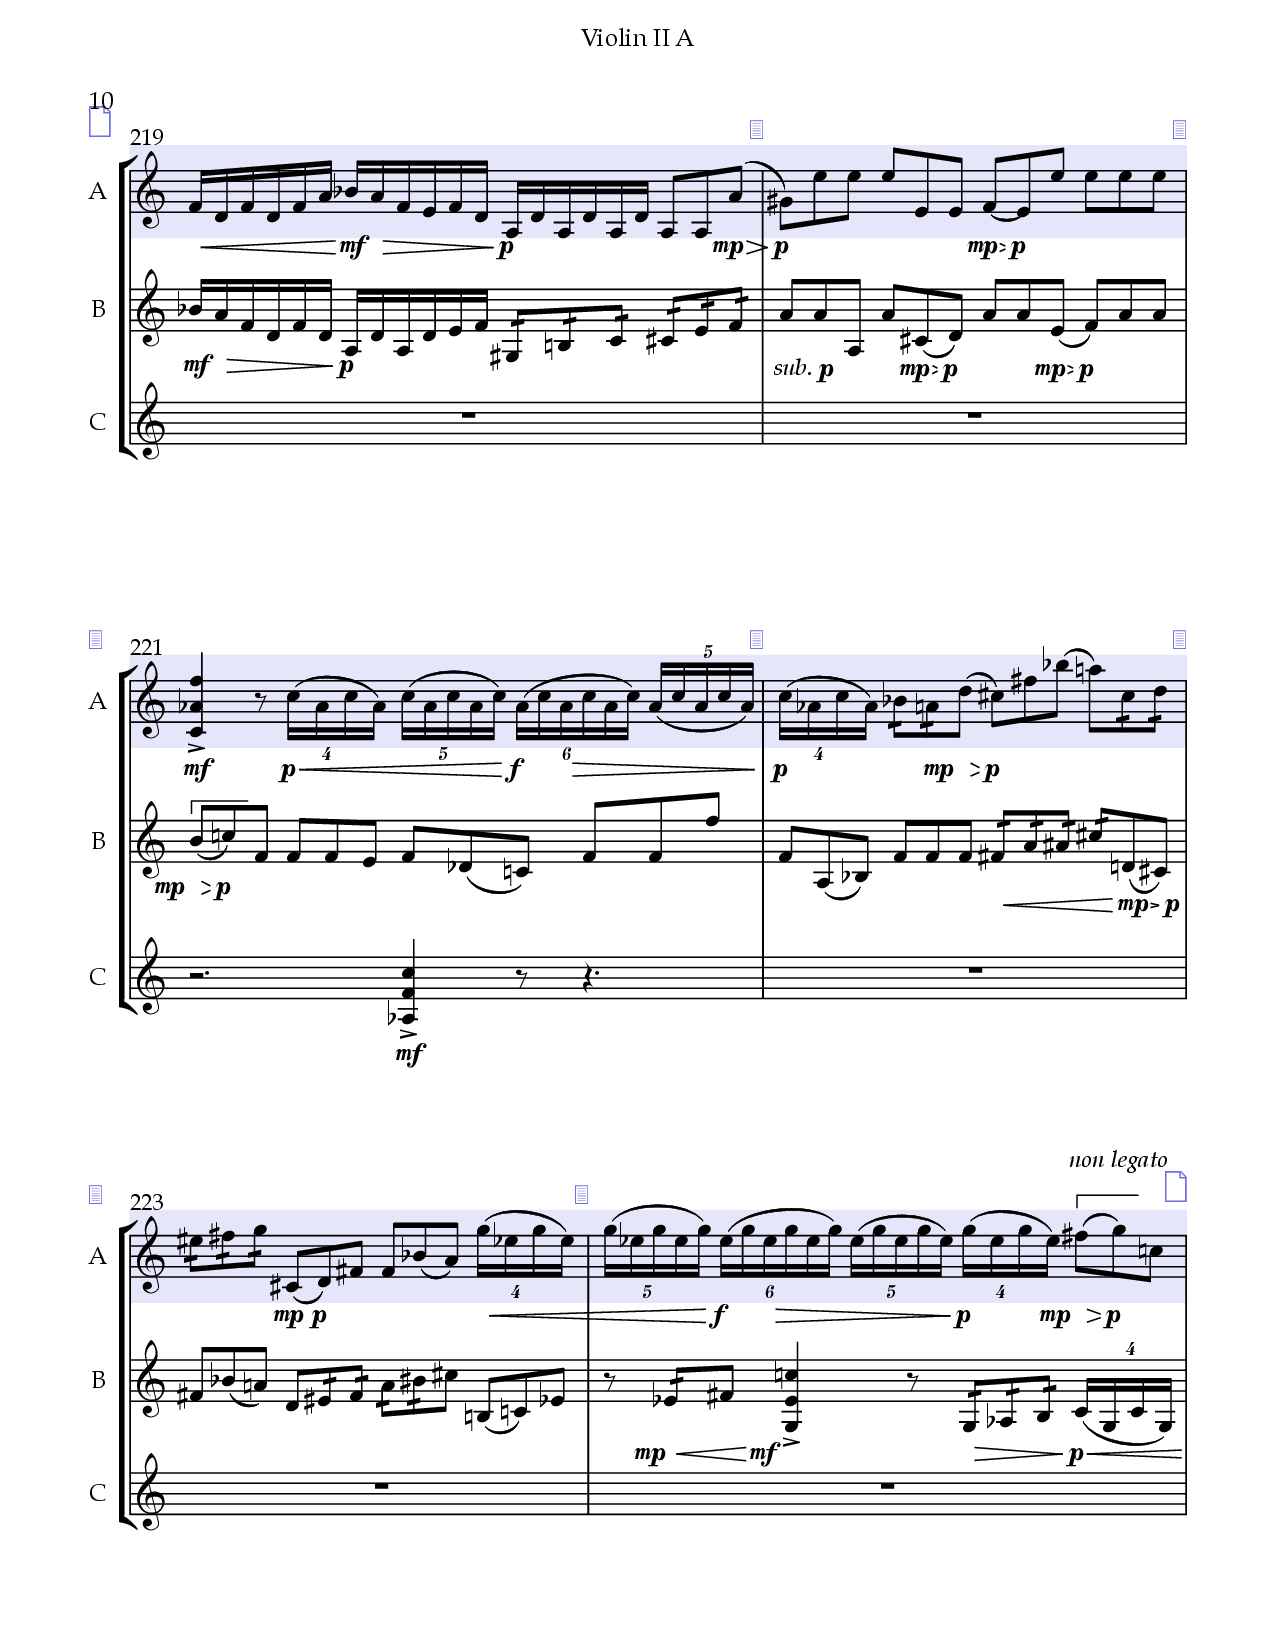 Violin II A
10
219
A
mf p mp p mp p
B
mf p sub. p mp p mp p
C
221
5
A
4 5 6 4
mf p f p mp p
B
mp p mp p
C
mf
non legato
223
A
4 5 6 5 4
mp p f p mp p
4
B
mp mf p
C